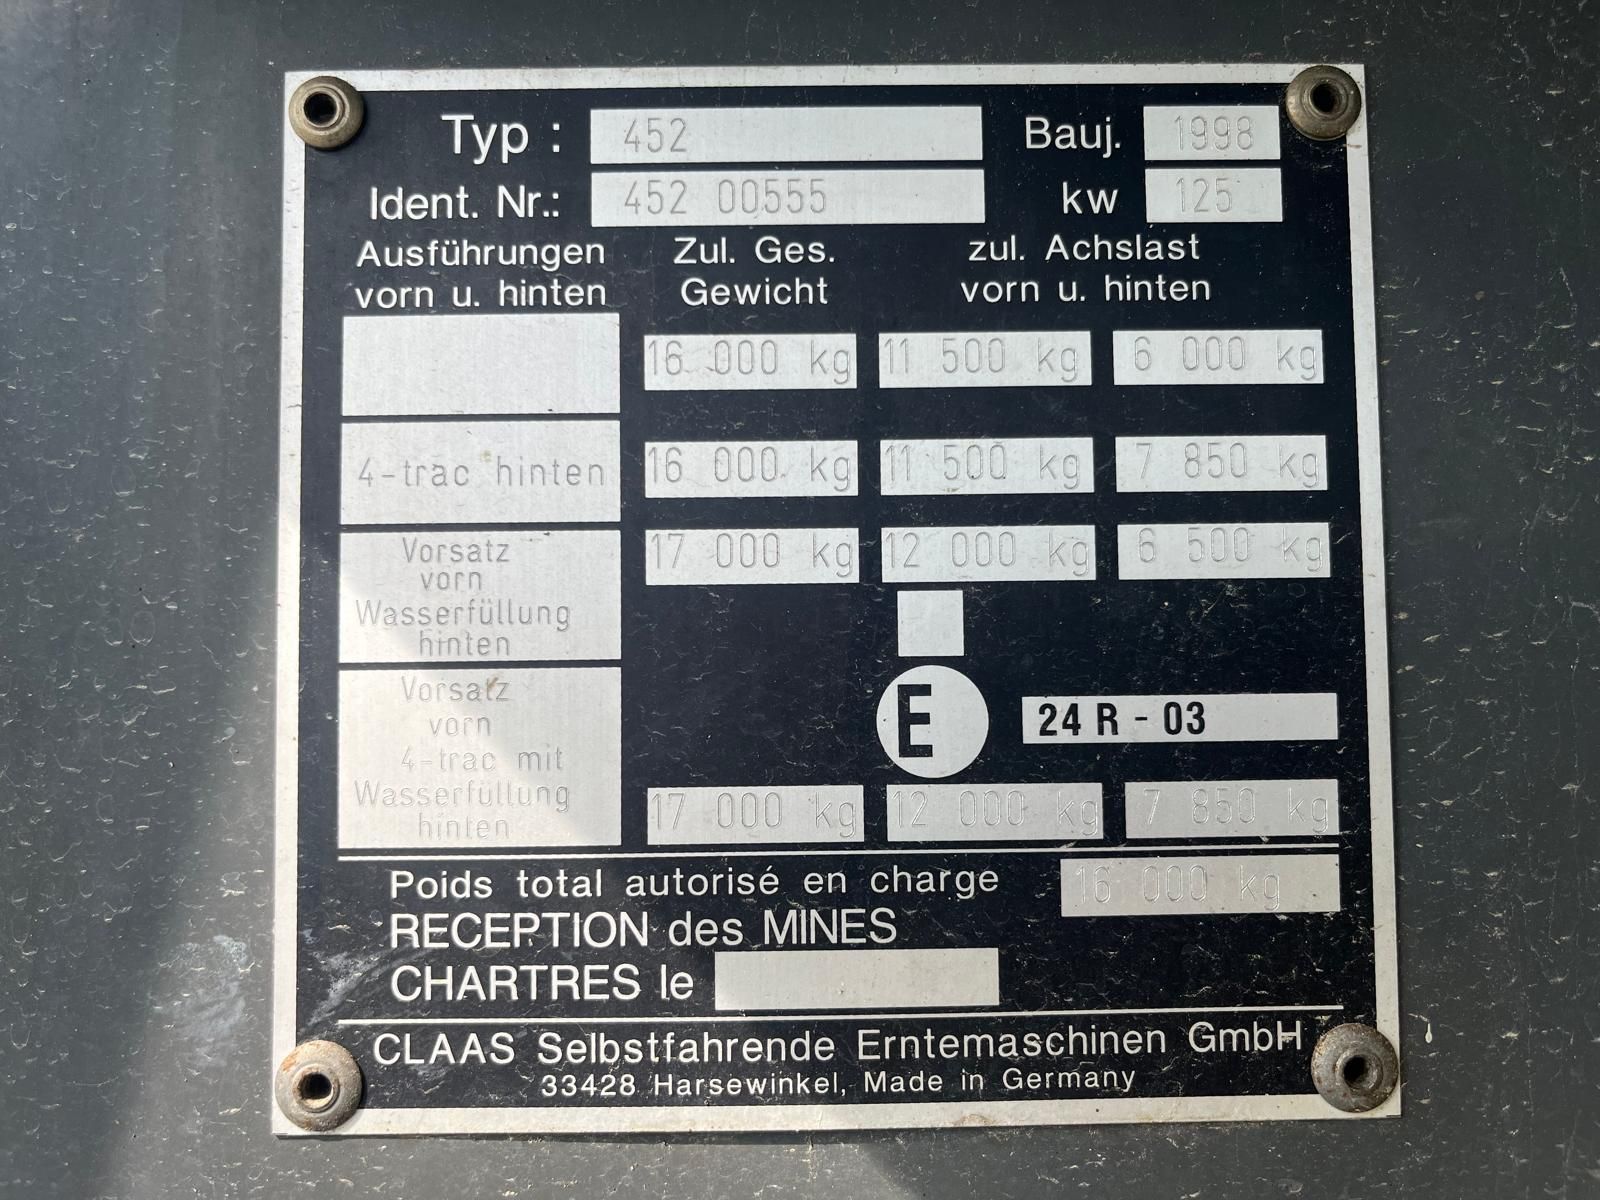 Typ : 452 Bauj. 1998
Ident. Nr.: 452 00555 kw 125
Ausführungen Zul. Ges. zul. Achslast
vorn u. hinten Gewicht vorn u. hinten
16 000 kg 11 500 kg 6 000 kg
4-trac hinten 16 000 kg 11 500 kg 7 850 kg
Vorsatz 17 000 kg 12 000 kg 6 500 kg
vorn
Wasserfüllung
hinten
Vorsatz
vorn E 24 R - 03
4-trac mit
Wasserfüllung 17 000 kg 12 000 kg 7 850 kg
hinten
Poids total autorisé en charge 16 000 kg
RECEPTION des MINES
CHARTRES le
CLAAS Selbstfahrende Erntemaschinen GmbH
33428 Harsewinkel, Made in Germany